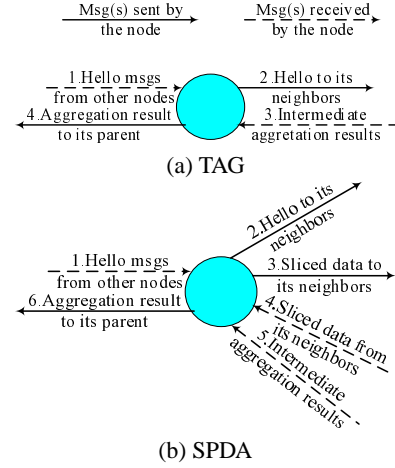 Msg(s) sent by
the node
Msg(s) received
by the node
1.Hello msgs
from other nodes
2.Hello to its
neighbors
4.Aggregation result
to its parent
3.Intermediate
aggretation results
(a) TAG
2.Hello to its
neighbors
1.Hello msgs
from other nodes
3.Sliced data to
its neighbors
6.Aggregation result
to its parent
4.Sliced data from
its neighbors
5.Intermediate
aggregation results
(b) SPDA